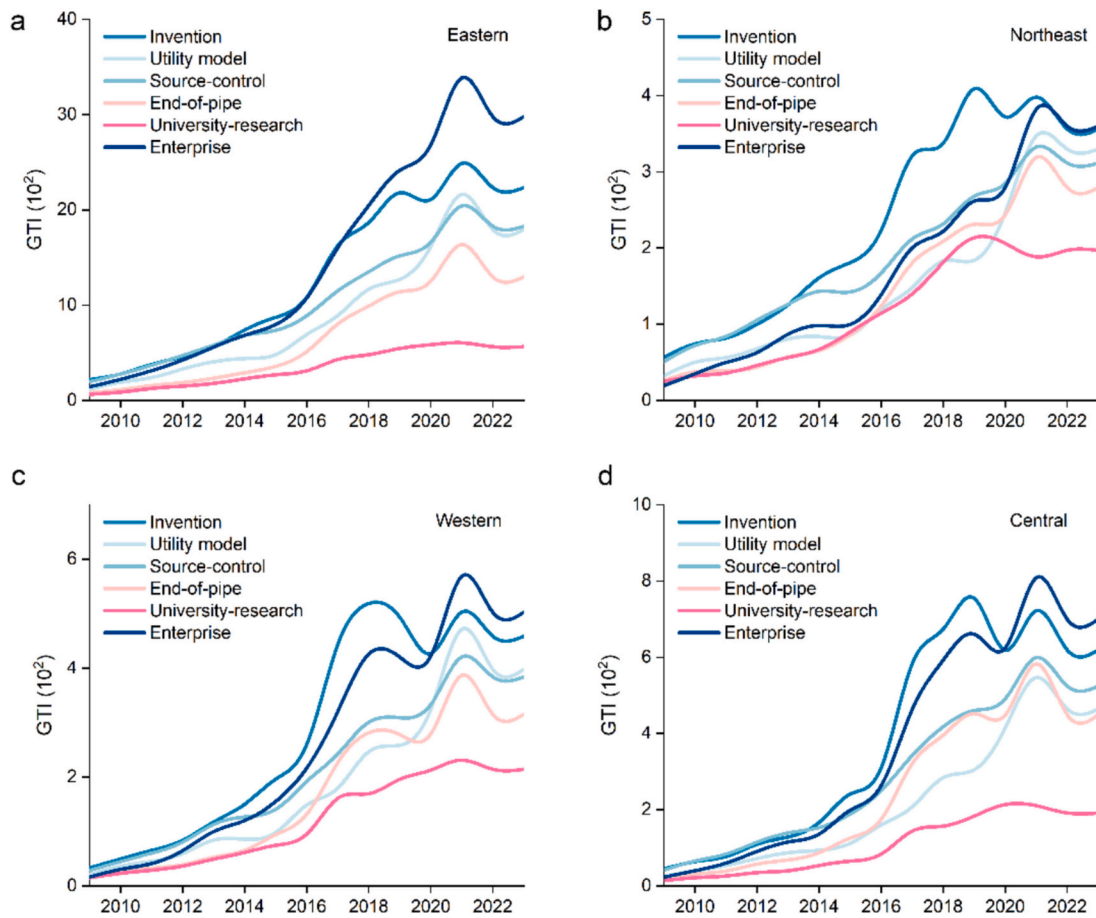 a
Eastern
Invention
Utility model
Source-control
End-of-pipe
University-research
Enterprise
GTI (10²)
40
30
20
10
0
2010 2012 2014 2016 2018 2020 2022
b
Northeast
Invention
Utility model
Source-control
End-of-pipe
University-research
Enterprise
GTI (10²)
5
4
3
2
1
0
2010 2012 2014 2016 2018 2020 2022
c
Western
Invention
Utility model
Source-control
End-of-pipe
University-research
Enterprise
GTI (10²)
6
4
2
0
2010 2012 2014 2016 2018 2020 2022
d
Central
Invention
Utility model
Source-control
End-of-pipe
University-research
Enterprise
GTI (10²)
10
8
6
4
2
0
2010 2012 2014 2016 2018 2020 2022